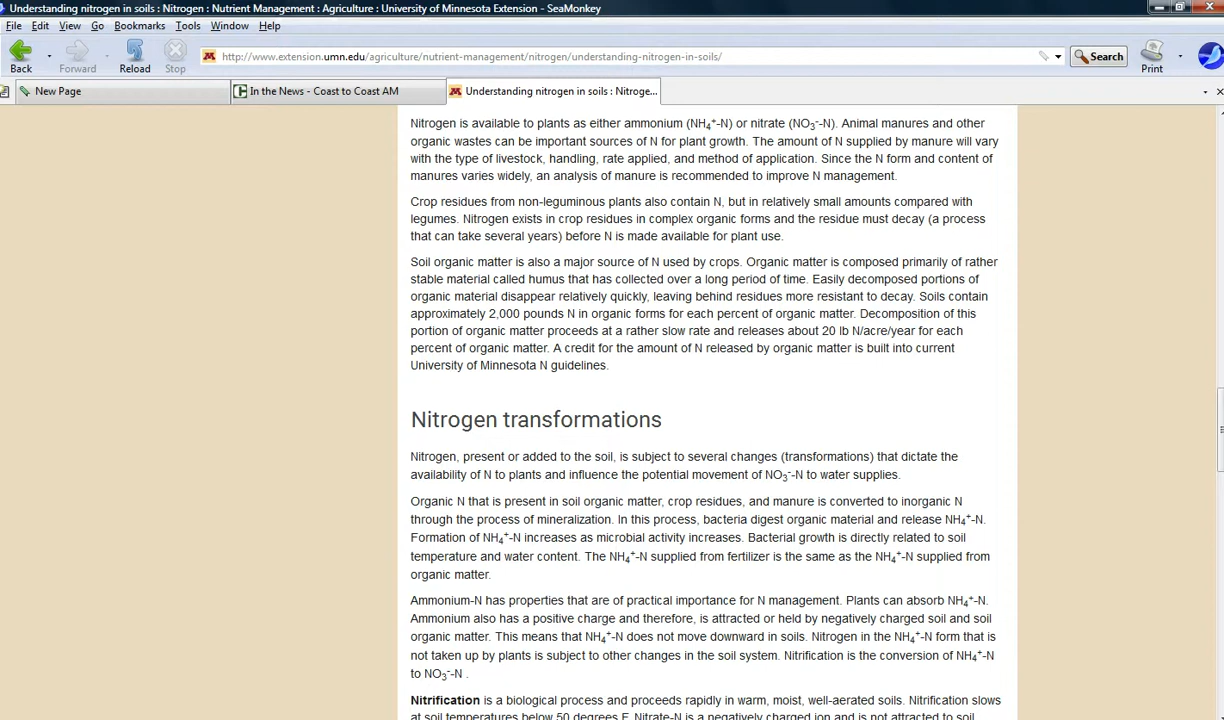 Understanding nitrogen in soils : Nitrogen : Nutrient Management : Agriculture : University of Minnesota Extension - SeaMonkey
File Edit View Go Bookmarks Tools Window Help
http://www.extension.umn.edu/agriculture/nutrient-management/nitrogen/understanding-nitrogen-in-soils/
Search
Back Forward Reload Stop Print
New Page
In the News - Coast to Coast AM
Understanding nitrogen in soils : Nitroge...
Nitrogen is available to plants as either ammonium (NH₄⁺-N) or nitrate (NO₃⁻-N). Animal manures and other
organic wastes can be important sources of N for plant growth. The amount of N supplied by manure will vary
with the type of livestock, handling, rate applied, and method of application. Since the N form and content of
manures varies widely, an analysis of manure is recommended to improve N management.
Crop residues from non-leguminous plants also contain N, but in relatively small amounts compared with
legumes. Nitrogen exists in crop residues in complex organic forms and the residue must decay (a process
that can take several years) before N is made available for plant use.
Soil organic matter is also a major source of N used by crops. Organic matter is composed primarily of rather
stable material called humus that has collected over a long period of time. Easily decomposed portions of
organic material disappear relatively quickly, leaving behind residues more resistant to decay. Soils contain
approximately 2,000 pounds N in organic forms for each percent of organic matter. Decomposition of this
portion of organic matter proceeds at a rather slow rate and releases about 20 lb N/acre/year for each
percent of organic matter. A credit for the amount of N released by organic matter is built into current
University of Minnesota N guidelines.
Nitrogen transformations
Nitrogen, present or added to the soil, is subject to several changes (transformations) that dictate the
availability of N to plants and influence the potential movement of NO₃⁻-N to water supplies.
Organic N that is present in soil organic matter, crop residues, and manure is converted to inorganic N
through the process of mineralization. In this process, bacteria digest organic material and release NH₄⁺-N.
Formation of NH₄⁺-N increases as microbial activity increases. Bacterial growth is directly related to soil
temperature and water content. The NH₄⁺-N supplied from fertilizer is the same as the NH₄⁺-N supplied from
organic matter.
Ammonium-N has properties that are of practical importance for N management. Plants can absorb NH₄⁺-N.
Ammonium also has a positive charge and therefore, is attracted or held by negatively charged soil and soil
organic matter. This means that NH₄⁺-N does not move downward in soils. Nitrogen in the NH₄⁺-N form that is
not taken up by plants is subject to other changes in the soil system. Nitrification is the conversion of NH₄⁺-N
to NO₃⁻-N .
Nitrification is a biological process and proceeds rapidly in warm, moist, well-aerated soils. Nitrification slows
at soil temperatures below 50 degrees F. Nitrate-N is a negatively charged ion and is not attracted to soil